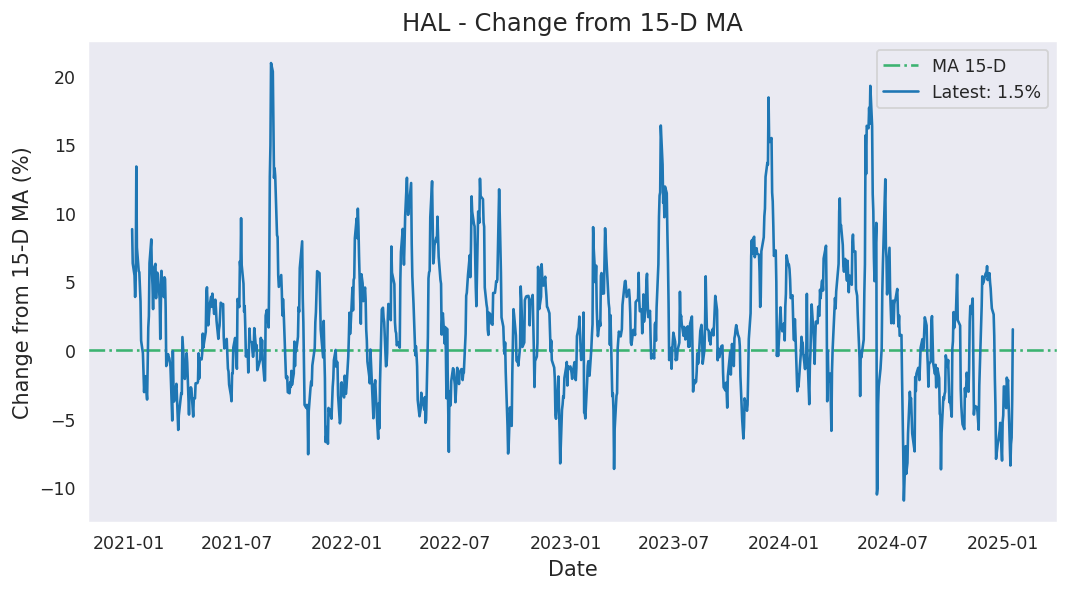 HAL - Change from 15-D MA
MA 15-D
Latest: 1.5%
Change from 15-D MA (%)
20
15
10
5
0
−5
−10
2021-01 2021-07 2022-01 2022-07 2023-01 2023-07 2024-01 2024-07 2025-01
Date